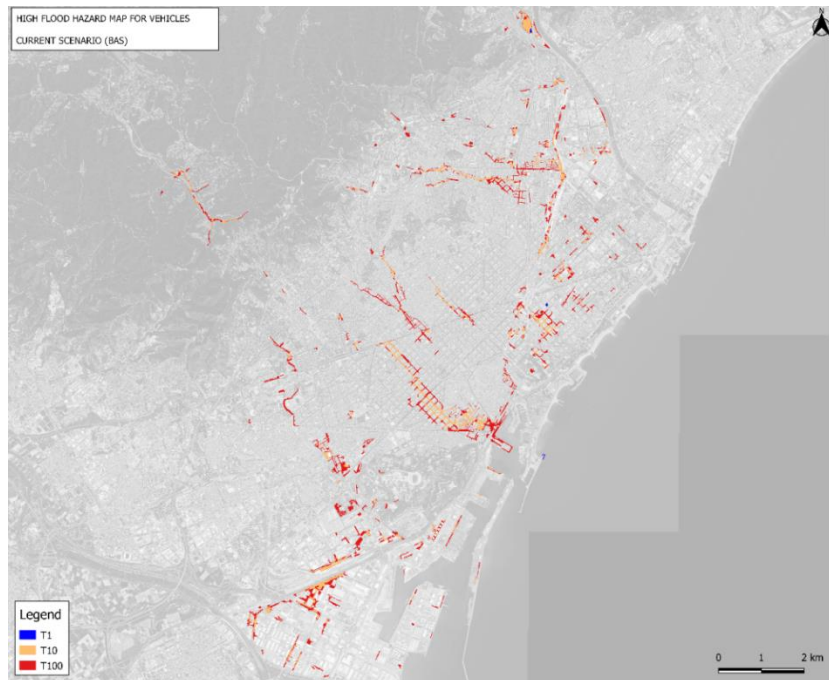 HIGH FLOOD HAZARD MAP FOR VEHICLES
CURRENT SCENARIO (BAS)
N
Legend
T1
T10
T100
0 1 2 km